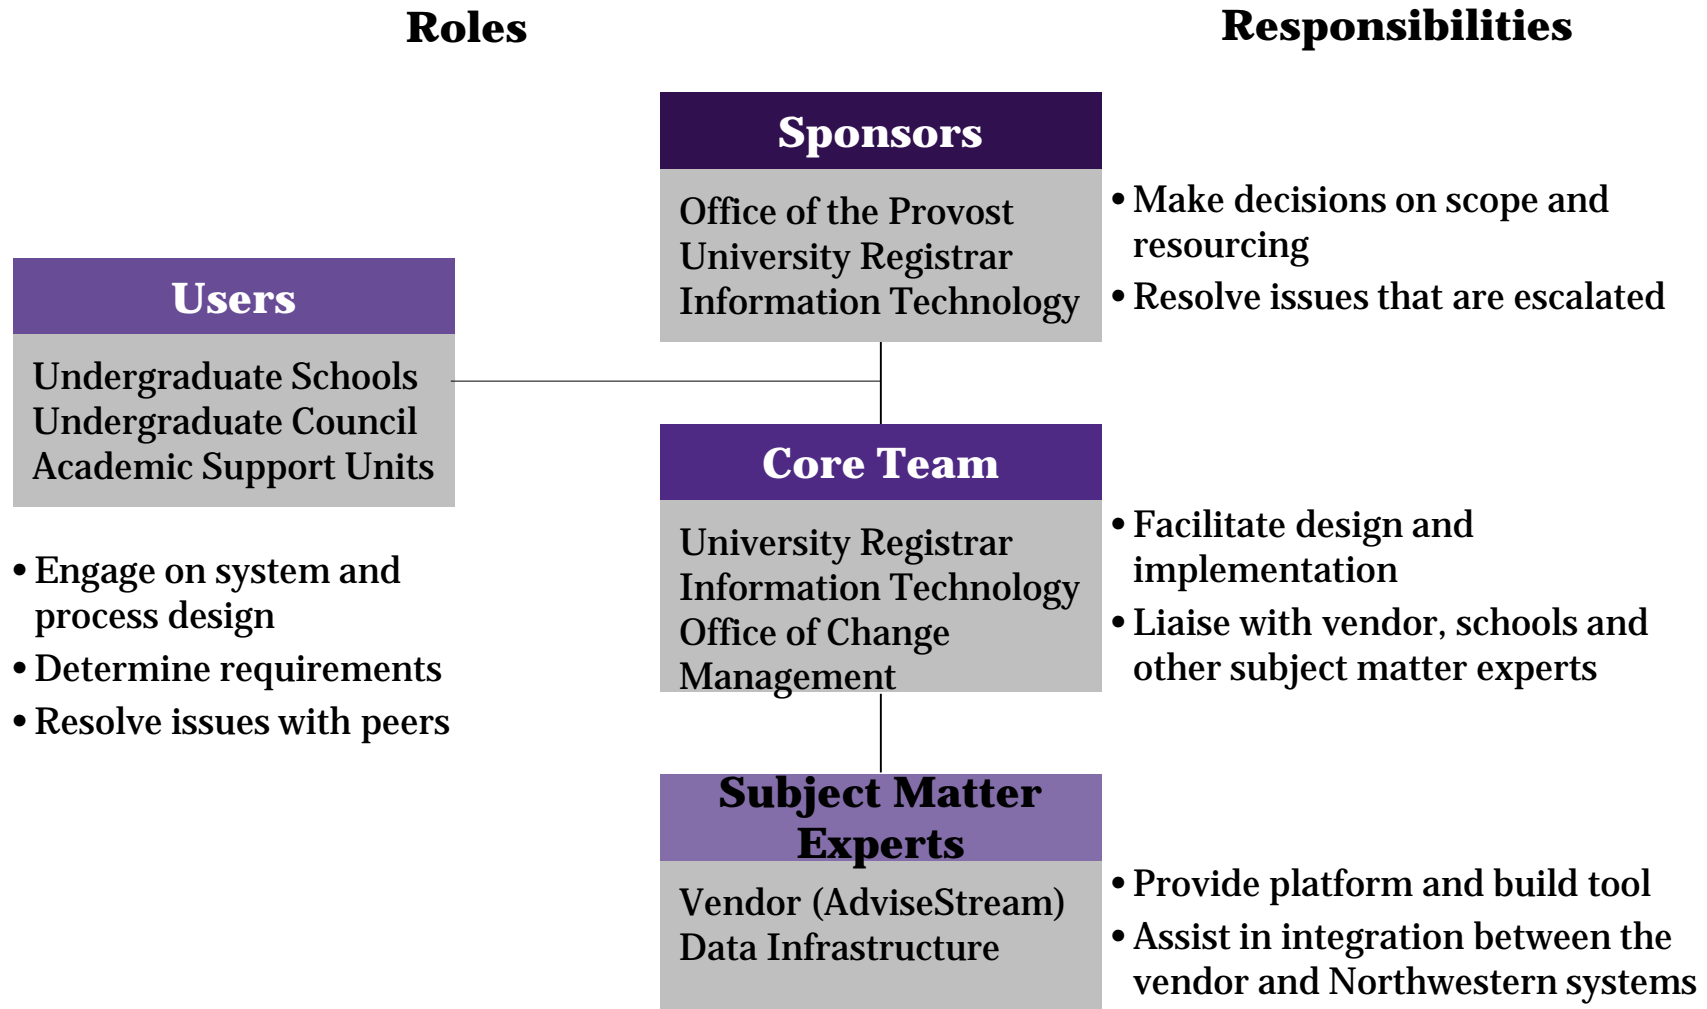 Roles
Responsibilities
Sponsors
Office of the Provost
University Registrar
Information Technology
• Make decisions on scope and
resourcing
• Resolve issues that are escalated
Users
Undergraduate Schools
Undergraduate Council
Academic Support Units
• Engage on system and
process design
• Determine requirements
• Resolve issues with peers
Core Team
University Registrar
Information Technology
Office of Change
Management
• Facilitate design and
implementation
• Liaise with vendor, schools and
other subject matter experts
Subject Matter
Experts
Vendor (AdviseStream)
Data Infrastructure
• Provide platform and build tool
• Assist in integration between the
vendor and Northwestern systems